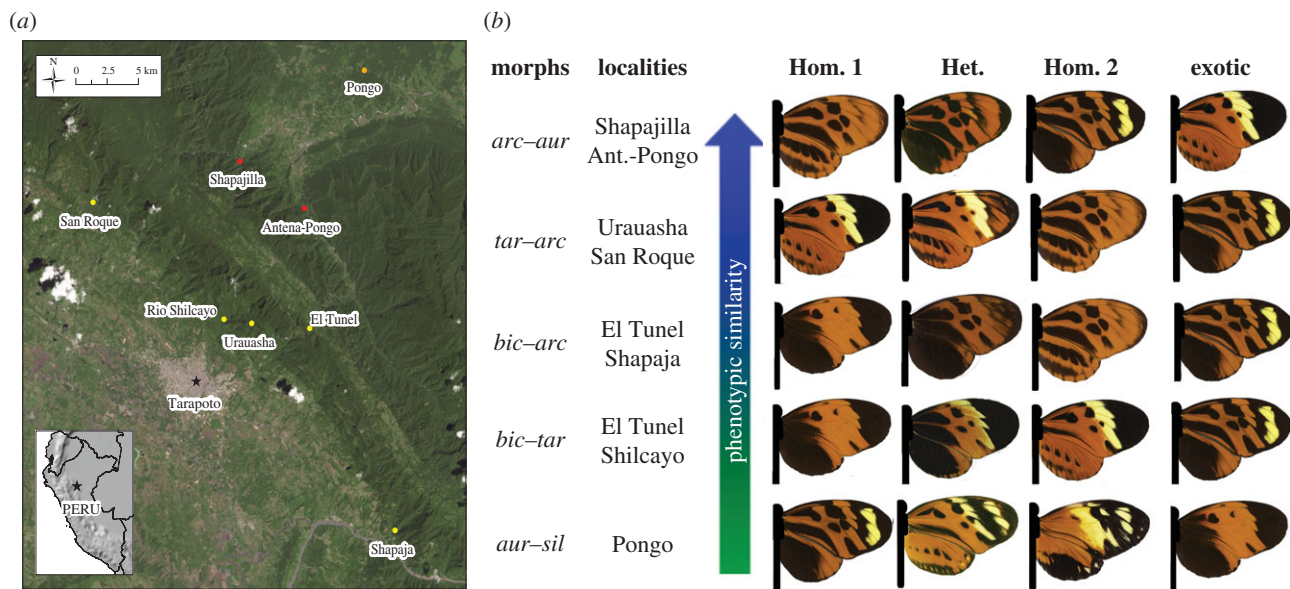 (a)
N
0 2.5 5 km
Pongo
Shapajilla
San Roque
Antena-Pongo
Rio Shilcayo
El Tunel
Urauasha
Tarapoto
PERU
Shapaja
(b)
morphs localities Hom. 1 Het. Hom. 2 exotic
arc–aur Shapajilla
Ant.-Pongo
tar–arc Urauasha
San Roque
bic–arc El Tunel
Shapaja
bic–tar El Tunel
Shilcayo
aur–sil Pongo
phenotypic similarity